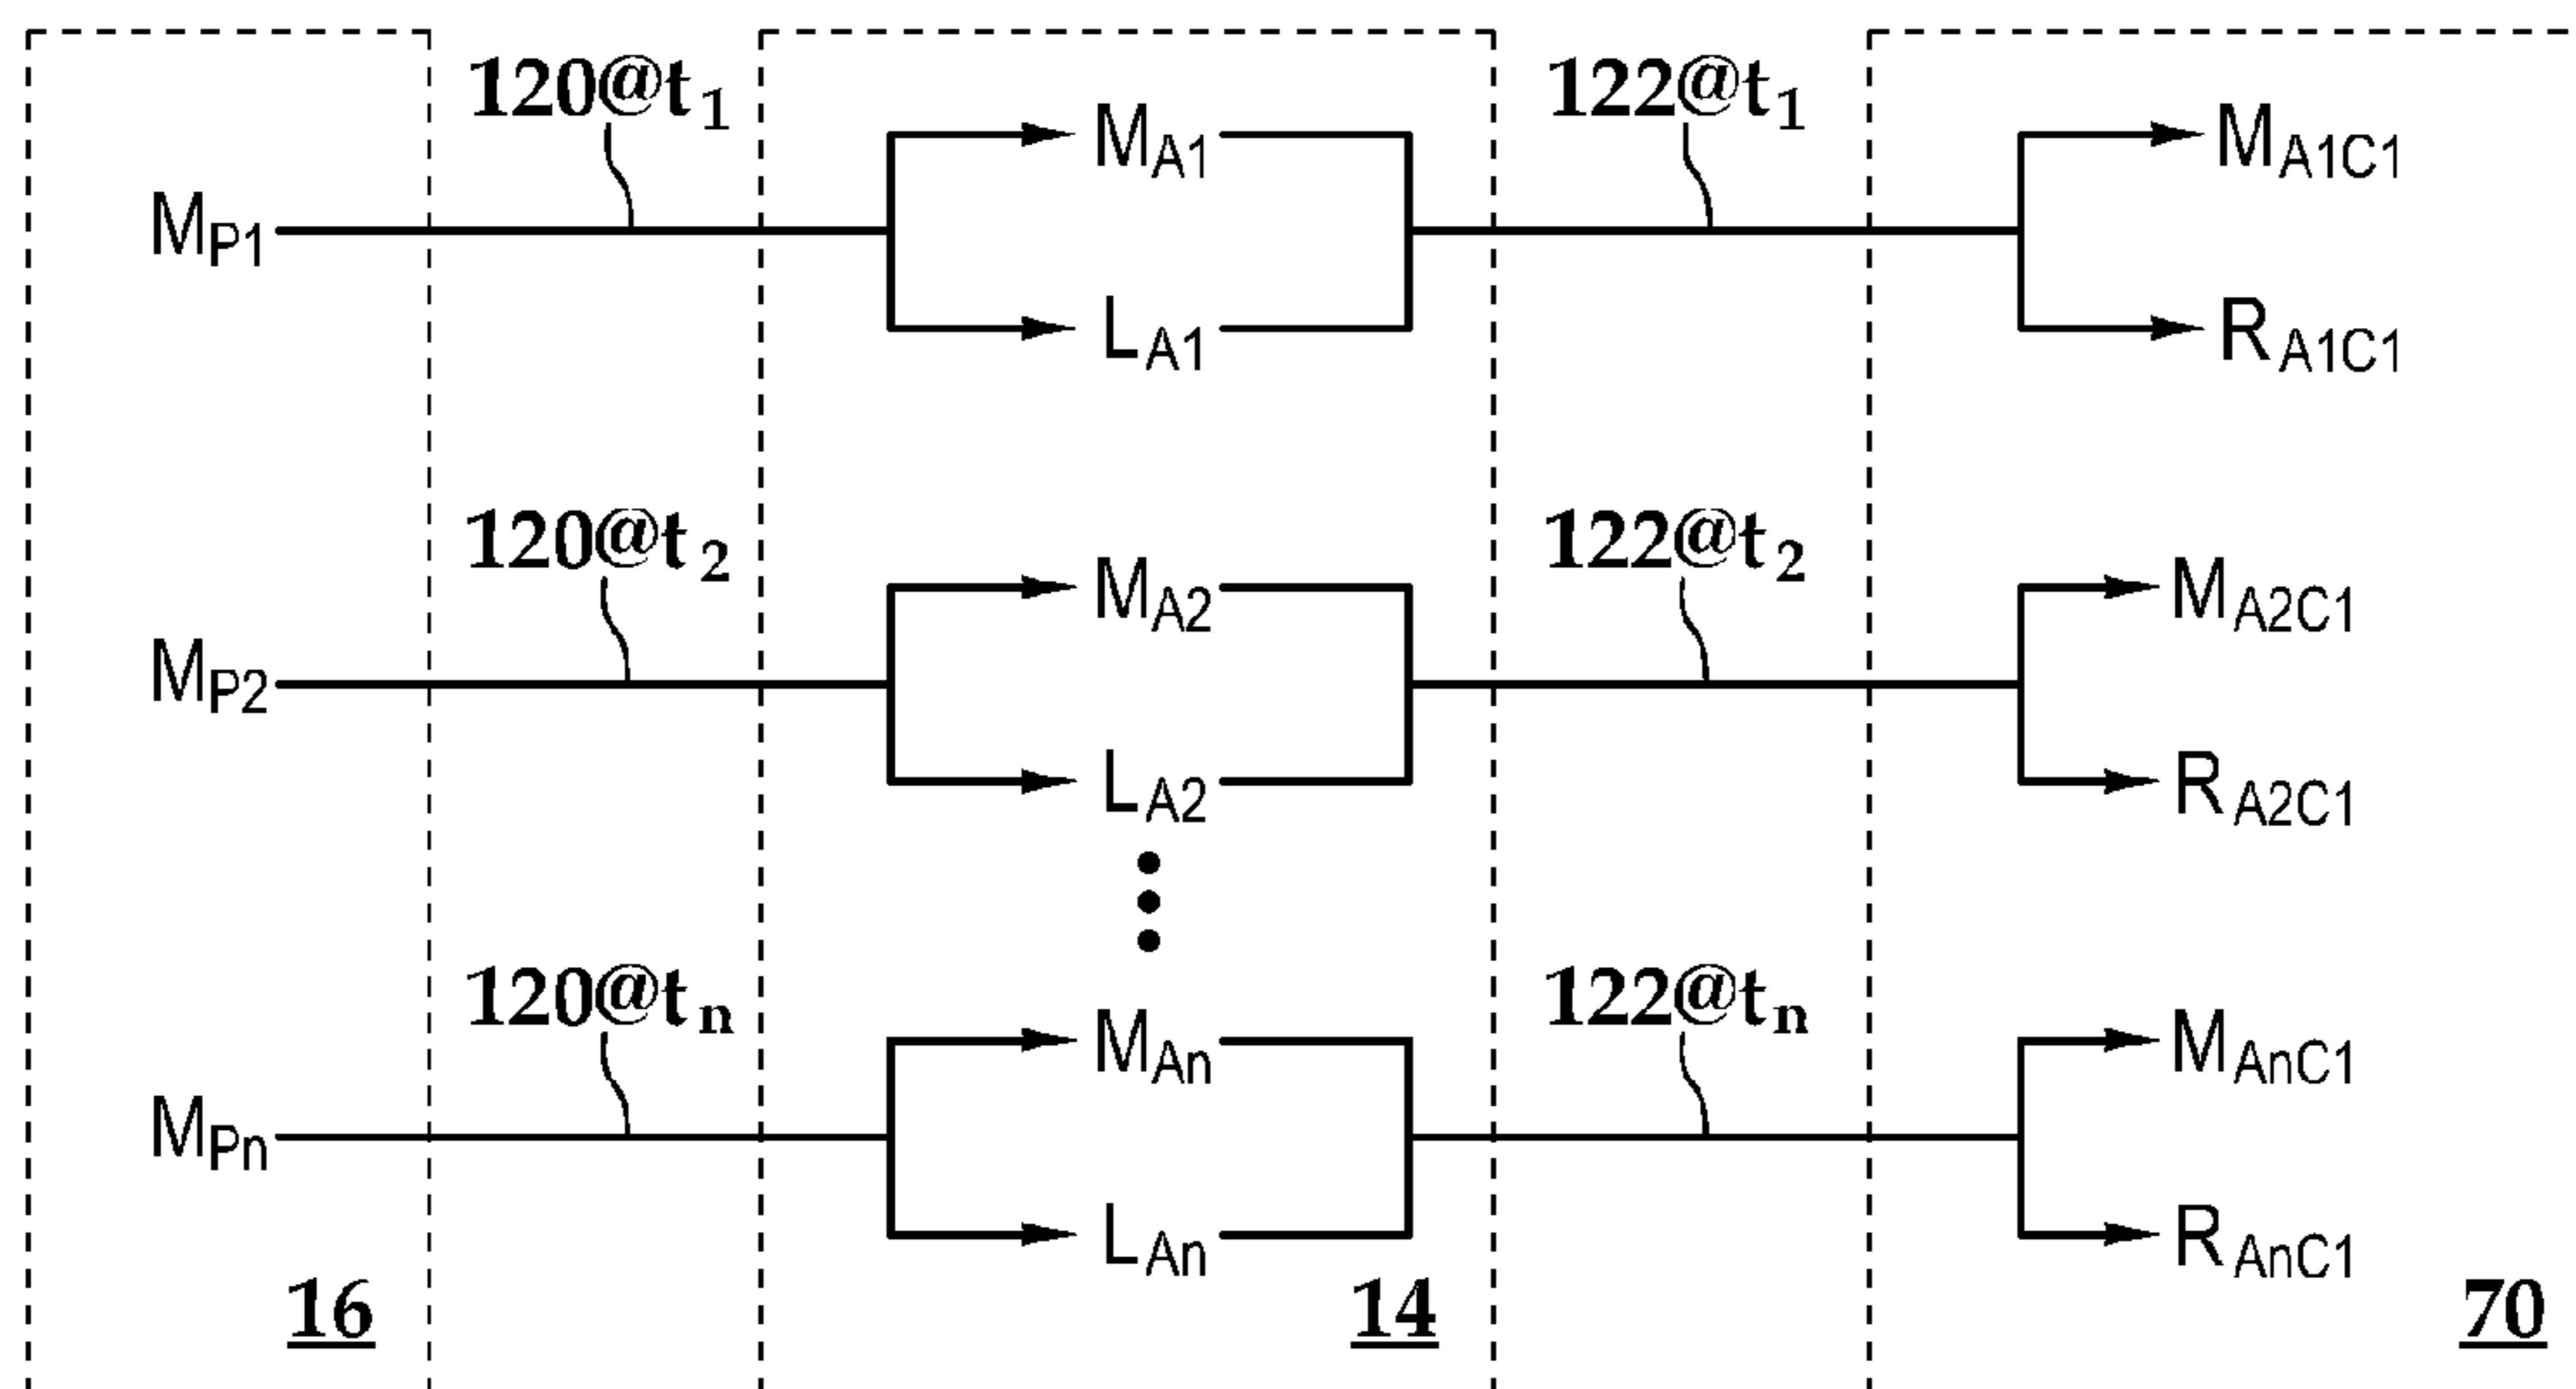 120@t1 122@t1
MA1 MA1C1
MP1
LA1 RA1C1
120@t2 122@t2
MA2 MA2C1
MP2
LA2 RA2C1
120@tn 122@tn
MAn MAnC1
MPn
LAn RAnC1
16 14 70